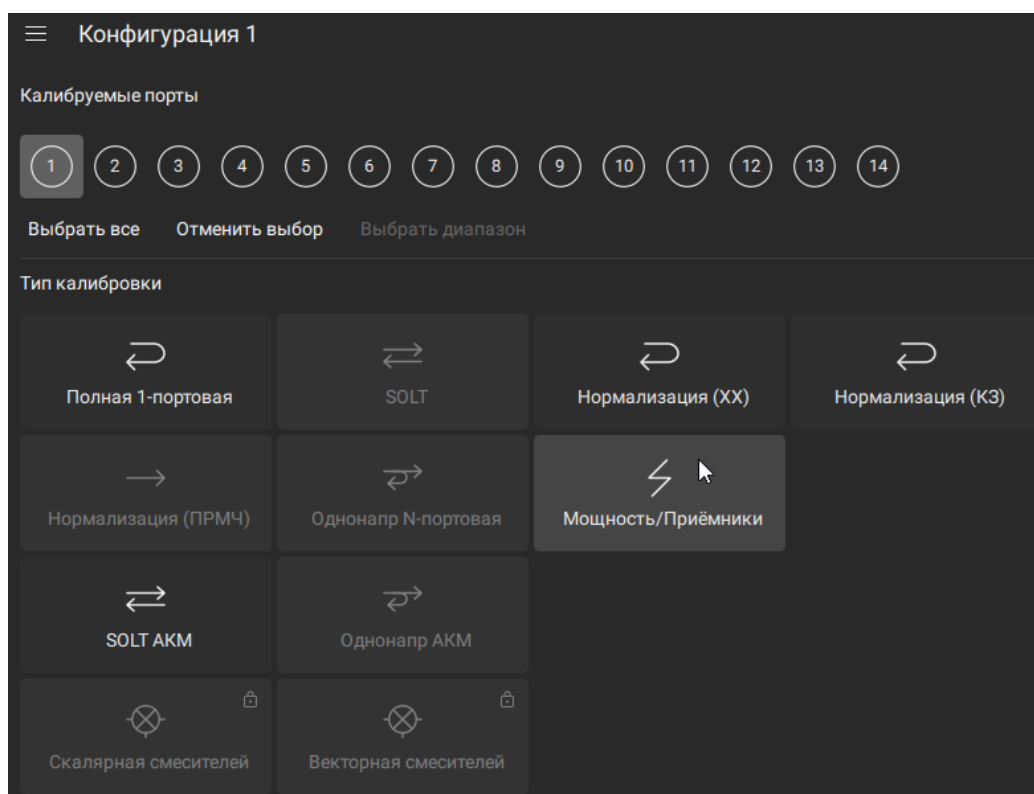 Конфигурация 1
Калибруемые порты
1 2 3 4 5 6 7 8 9 10 11 12 13 14
Выбрать все Отменить выбор Выбрать диапазон
Тип калибровки
Полная 1-портовая SOLT Нормализация (ХХ) Нормализация (КЗ)
Нормализация (ПРМЧ) Однонапр N-портовая Мощность/Приёмники
SOLT АКМ Однонапр АКМ
Скалярная смесителей Векторная смесителей